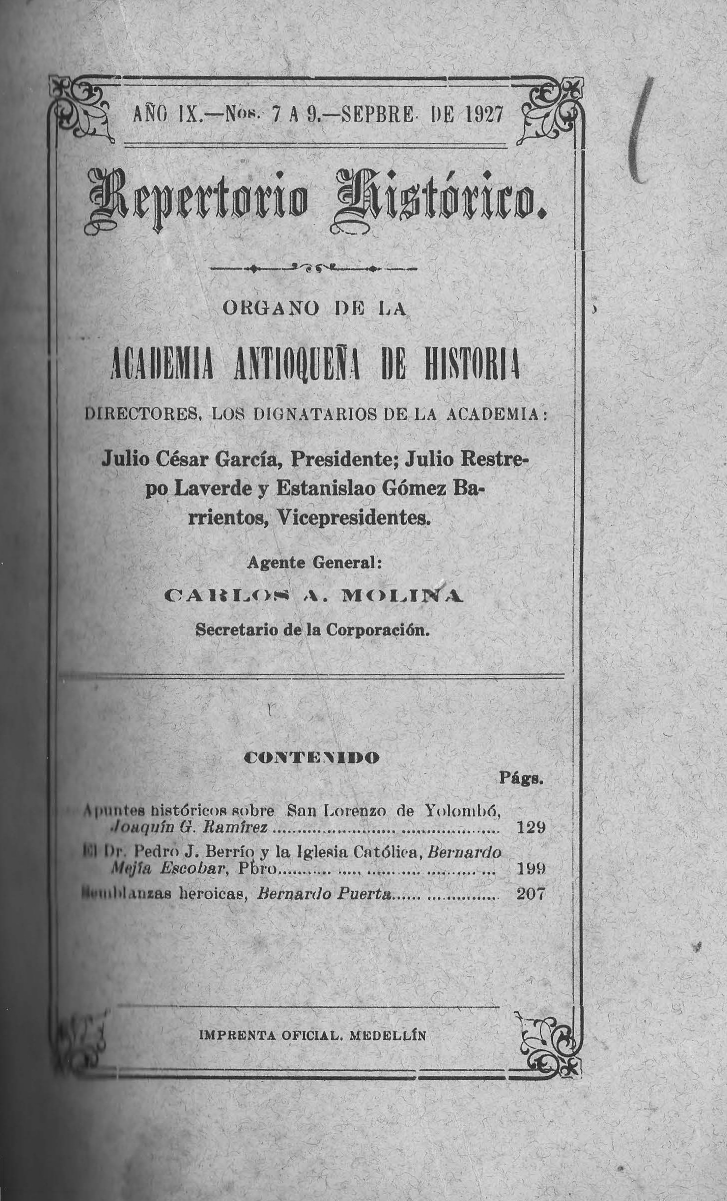 AÑO IX.—Nos. 7 A 9.—SEPBRE. DE 1927
Repertorio Histórico.
ORGANO DE LA
ACADEMIA ANTIOQUEÑA DE HISTORIA
DIRECTORES, LOS DIGNATARIOS DE LA ACADEMIA:
Julio César García, Presidente; Julio Restre-
po Laverde y Estanislao Gómez Ba-
rrientos, Vicepresidentes.
Agente General:
CARLOS A. MOLINA
Secretario de la Corporación.
CONTENIDO
Págs.
Apuntes históricos sobre San Lorenzo de Yolombó,
Joaquín G. Ramírez ........................................ 129
El Dr. Pedro J. Berrío y la Iglesia Católica, Bernardo
Mejía Escobar, Pbro........................................ 199
Semblanzas heroicas, Bernardo Puerta...................... 207
IMPRENTA OFICIAL. MEDELLÍN